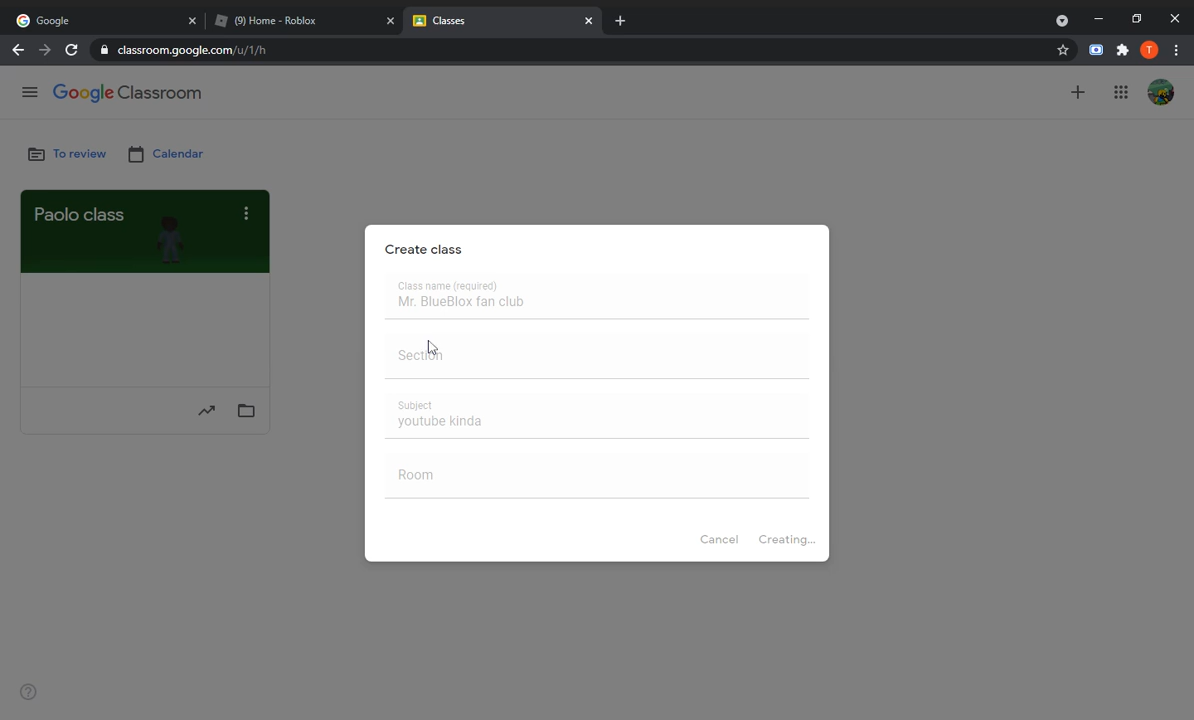 Google
(9) Home - Roblox
Classes
classroom.google.com/u/1/h
T
Google Classroom
To review
Calendar
Paolo class
Create class
Class name (required)
Mr. BlueBlox fan club
Section
Subject
youtube kinda
Room
Cancel
Creating...